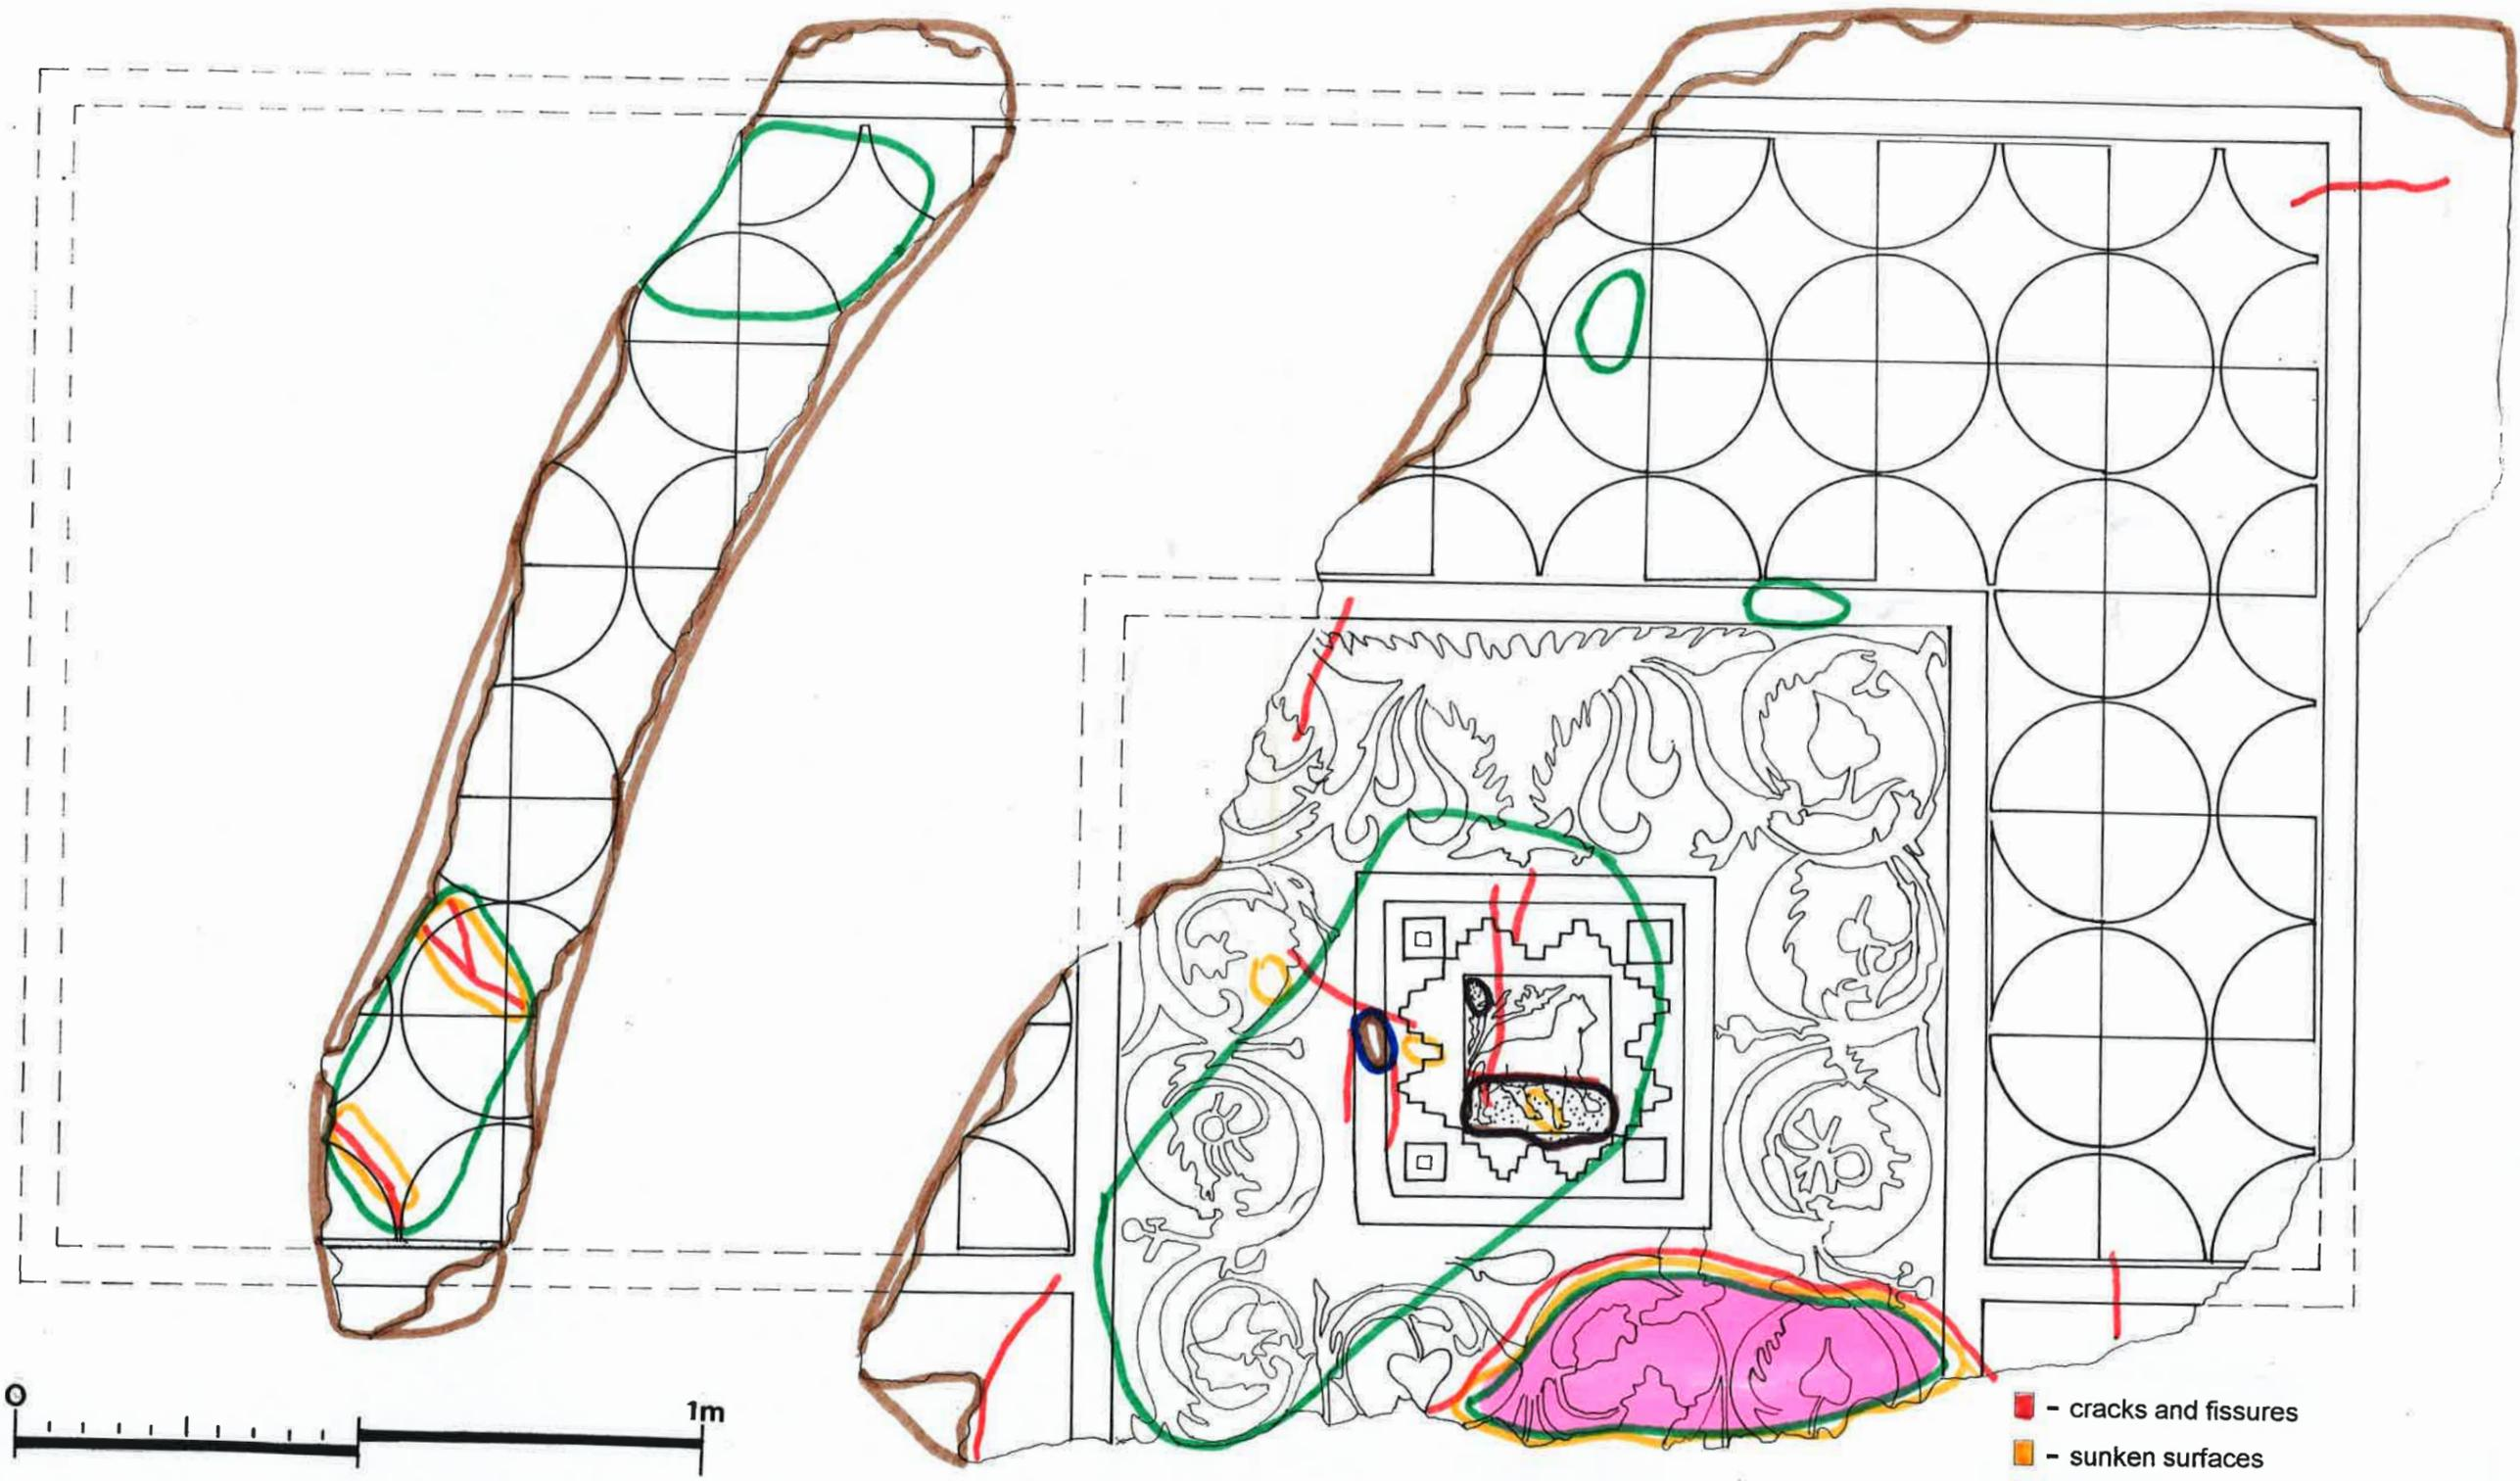 0
1m
- cracks and fissures
- sunken surfaces